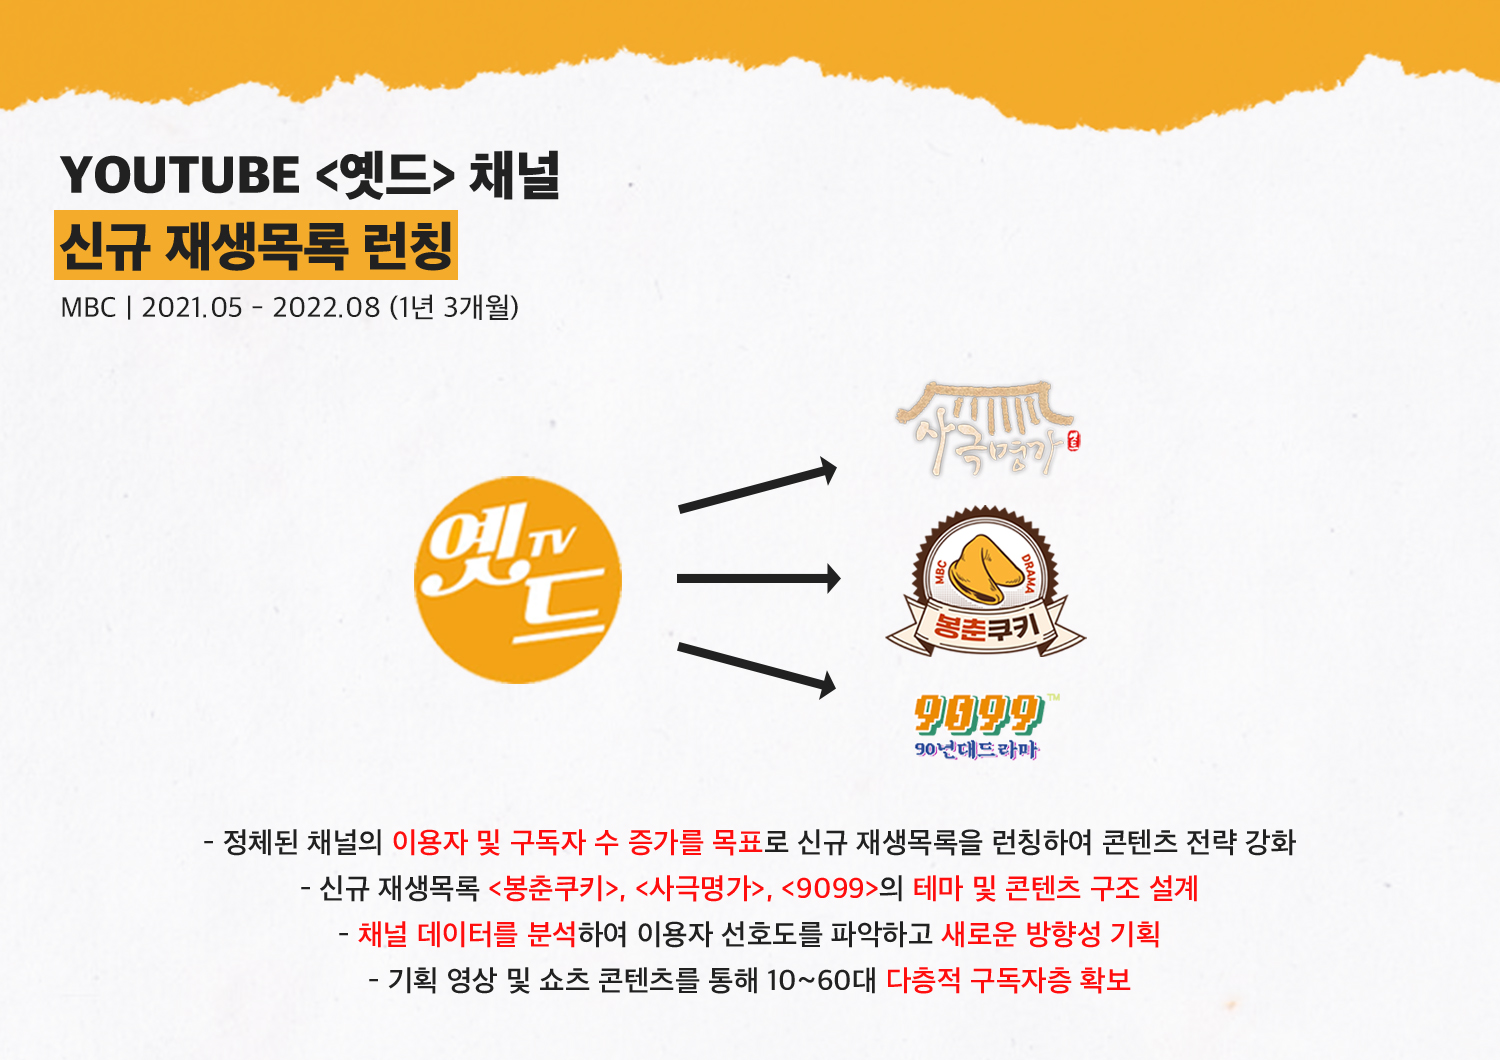 YOUTUBE <옛드> 채널
신규 재생목록 런칭
MBC | 2021.05 - 2022.08 (1년 3개월)
사극명가
옛드
옛드 TV
MBC DRAMA
봉춘쿠키
9099 TM
90년대드라마
- 정체된 채널의 이용자 및 구독자 수 증가를 목표로 신규 재생목록을 런칭하여 콘텐츠 전략 강화
- 신규 재생목록 <봉춘쿠키>, <사극명가>, <9099>의 테마 및 콘텐츠 구조 설계
- 채널 데이터를 분석하여 이용자 선호도를 파악하고 새로운 방향성 기획
- 기획 영상 및 쇼츠 콘텐츠를 통해 10~60대 다층적 구독자층 확보